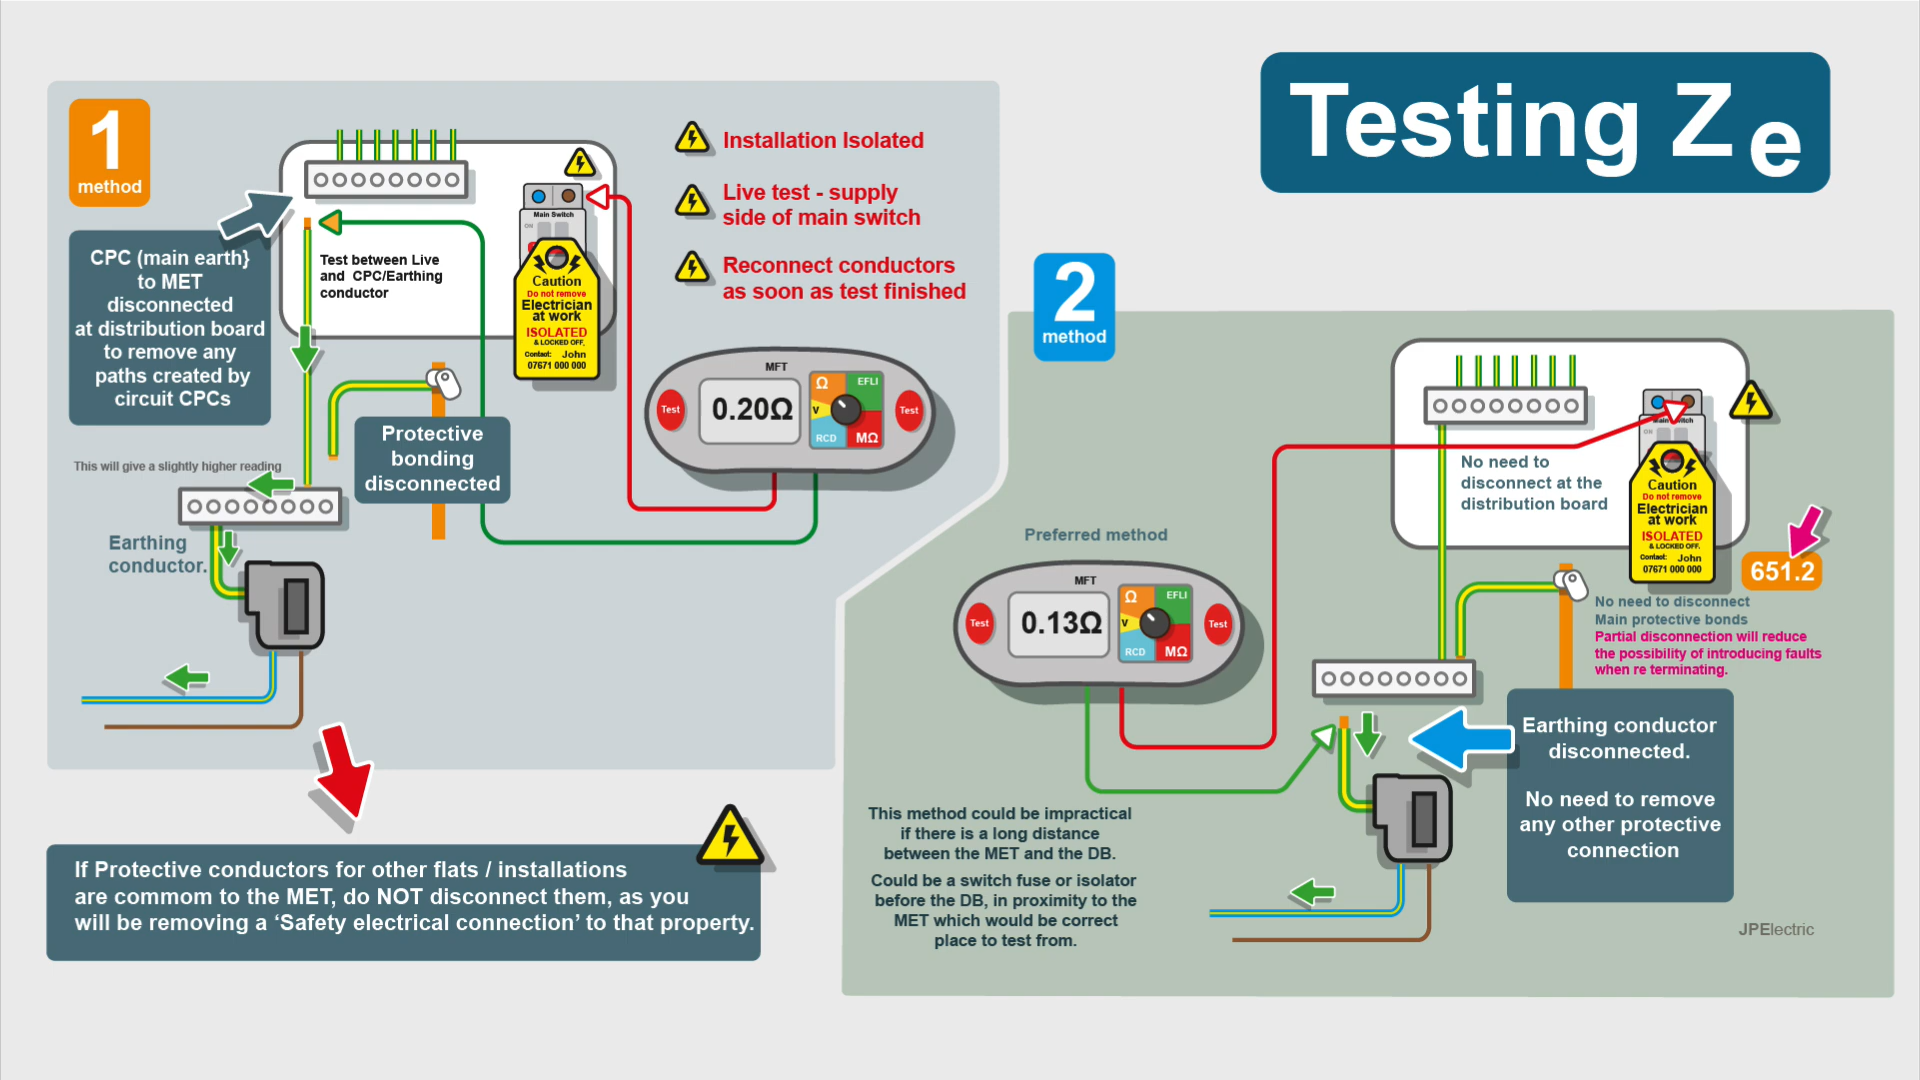 Testing Ze
1
method
CPC (main earth}
to MET
disconnected
at distribution board
to remove any
paths created by
circuit CPCs
Main Switch
ON
Test between Live
and CPC/Earthing
conductor
Caution
Do not remove
Electrician
at work
ISOLATED
& LOCKED OFF,
Contact: John
07671 000 000
Installation Isolated
Live test - supply
side of main switch
Reconnect conductors
as soon as test finished
MFT
Test
0.20Ω
Ω
EFLI
V
RCD
MΩ
Test
Protective
bonding
disconnected
This will give a slightly higher reading
Earthing
conductor.
If Protective conductors for other flats / installations
are commom to the MET, do NOT disconnect them, as you
will be removing a ‘Safety electrical connection’ to that property.
2
method
Main Switch
ON
No need to
disconnect at the
distribution board
Caution
Do not remove
Electrician
at work
ISOLATED
& LOCKED OFF,
Contact: John
07671 000 000
651.2
Preferred method
MFT
Test
0.13Ω
Ω
EFLI
V
RCD
MΩ
Test
No need to disconnect
Main protective bonds
Partial disconnection will reduce
the possibility of introducing faults
when re terminating.
Earthing conductor
disconnected.
No need to remove
any other protective
connection
This method could be impractical
if there is a long distance
between the MET and the DB.
Could be a switch fuse or isolator
before the DB, in proximity to the
MET which would be correct
place to test from.
JPElectric